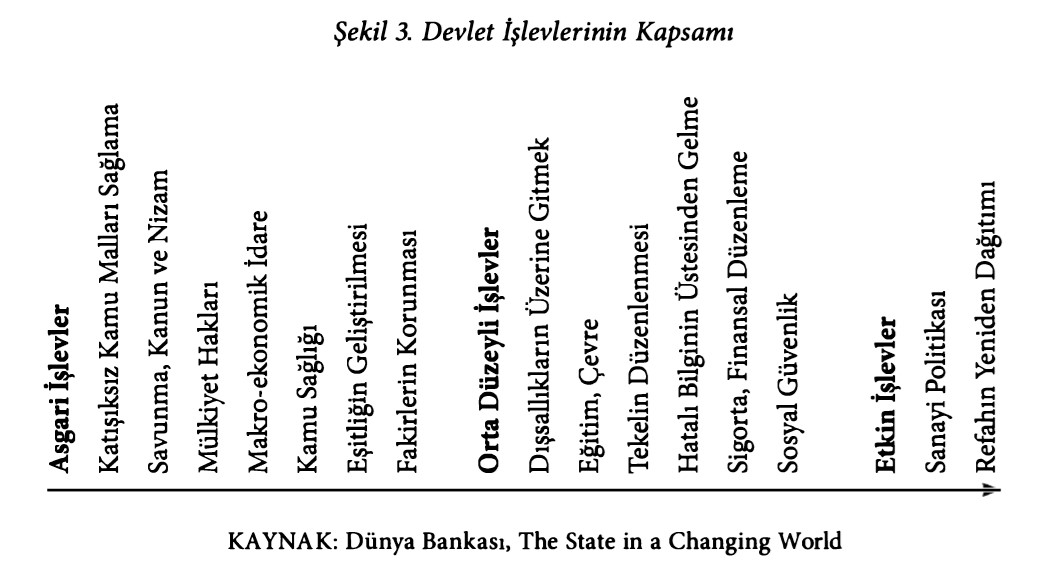 Şekil 3. Devlet İşlevlerinin Kapsamı
Asgari İşlevler
Katışıksız Kamu Malları Sağlama
Savunma, Kanun ve Nizam
Mülkiyet Hakları
Makro-ekonomik İdare
Kamu Sağlığı
Eşitliğin Geliştirilmesi
Fakirlerin Korunması
Orta Düzeyli İşlevler
Dışsallıkların Üzerine Gitmek
Eğitim, Çevre
Tekelin Düzenlenmesi
Hatalı Bilginin Üstesinden Gelme
Sigorta, Finansal Düzenleme
Sosyal Güvenlik
Etkin İşlevler
Sanayi Politikası
Refahın Yeniden Dağıtımı
KAYNAK: Dünya Bankası, The State in a Changing World